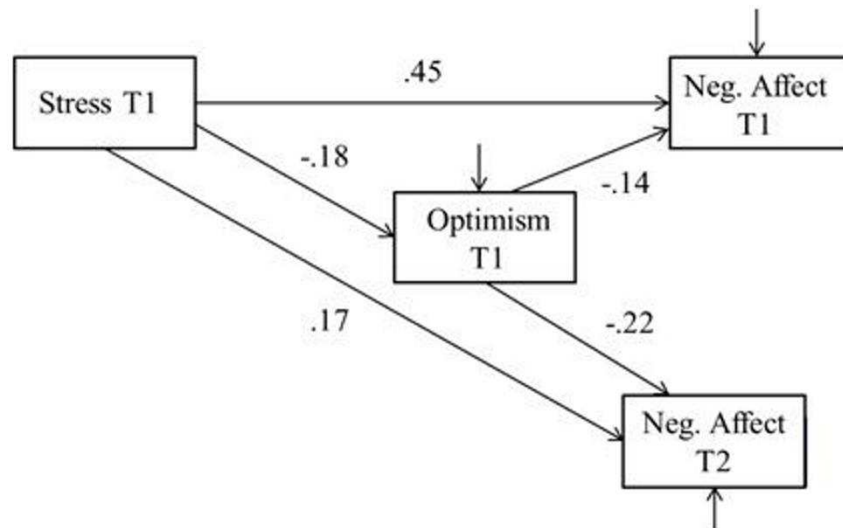 .45
Neg. Affect
T1
Stress T1
-.18
-.14
Optimism
T1
.17
-.22
Neg. Affect
T2